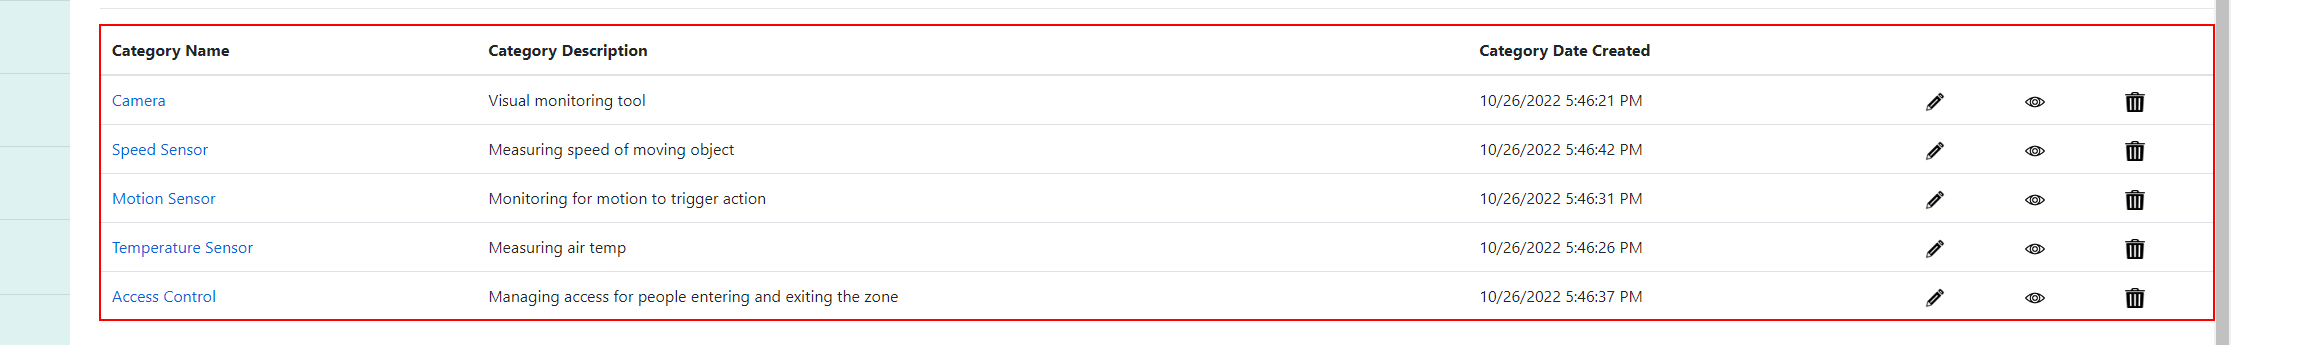 Category Name Category Description Category Date Created
Camera Visual monitoring tool 10/26/2022 5:46:21 PM
Speed Sensor Measuring speed of moving object 10/26/2022 5:46:42 PM
Motion Sensor Monitoring for motion to trigger action 10/26/2022 5:46:31 PM
Temperature Sensor Measuring air temp 10/26/2022 5:46:26 PM
Access Control Managing access for people entering and exiting the zone 10/26/2022 5:46:37 PM